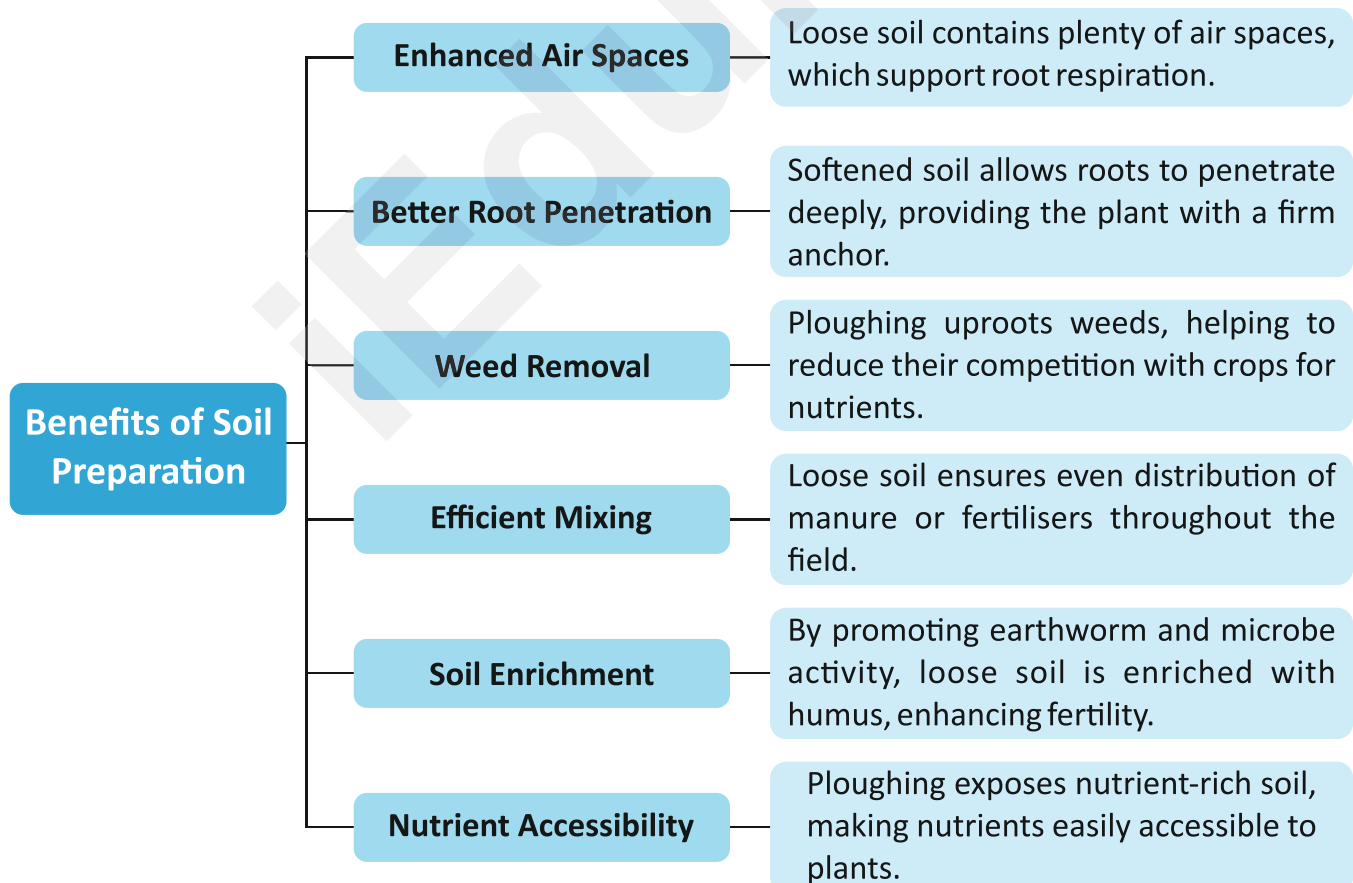 Benefits of Soil
Preparation
Enhanced Air Spaces
Loose soil contains plenty of air spaces,
which support root respiration.
Better Root Penetration
Softened soil allows roots to penetrate
deeply, providing the plant with a firm
anchor.
Weed Removal
Ploughing uproots weeds, helping to
reduce their competition with crops for
nutrients.
Efficient Mixing
Loose soil ensures even distribution of
manure or fertilisers throughout the
field.
Soil Enrichment
By promoting earthworm and microbe
activity, loose soil is enriched with
humus, enhancing fertility.
Nutrient Accessibility
Ploughing exposes nutrient-rich soil,
making nutrients easily accessible to
plants.